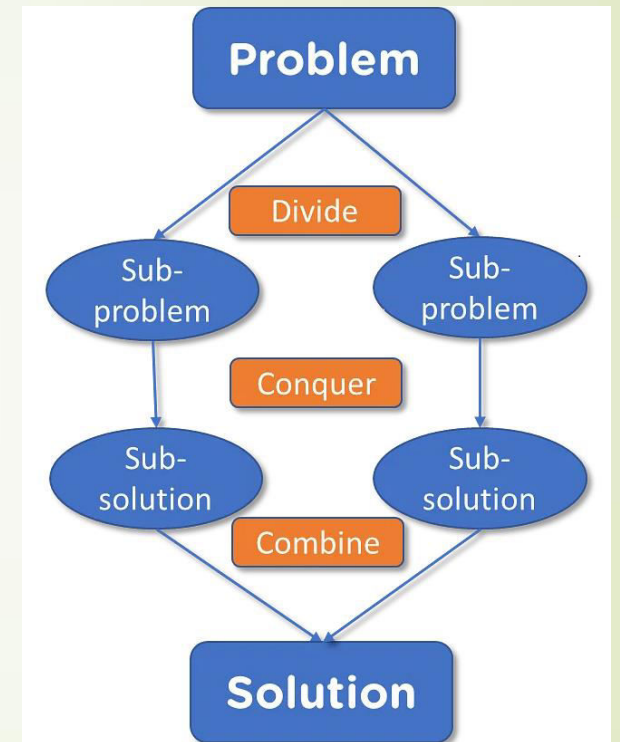 Problem
Divide
Sub-
problem
Sub-
problem
Conquer
Sub-
solution
Sub-
solution
Combine
Solution